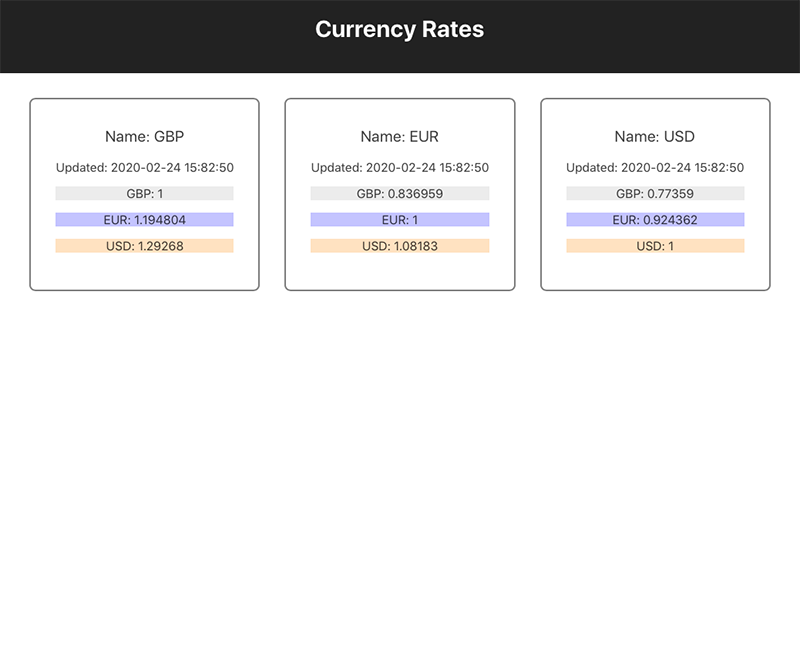 Currency Rates
Name: GBP
Updated: 2020-02-24 15:82:50
GBP: 1
EUR: 1.194804
USD: 1.29268
Name: EUR
Updated: 2020-02-24 15:82:50
GBP: 0.836959
EUR: 1
USD: 1.08183
Name: USD
Updated: 2020-02-24 15:82:50
GBP: 0.77359
EUR: 0.924362
USD: 1